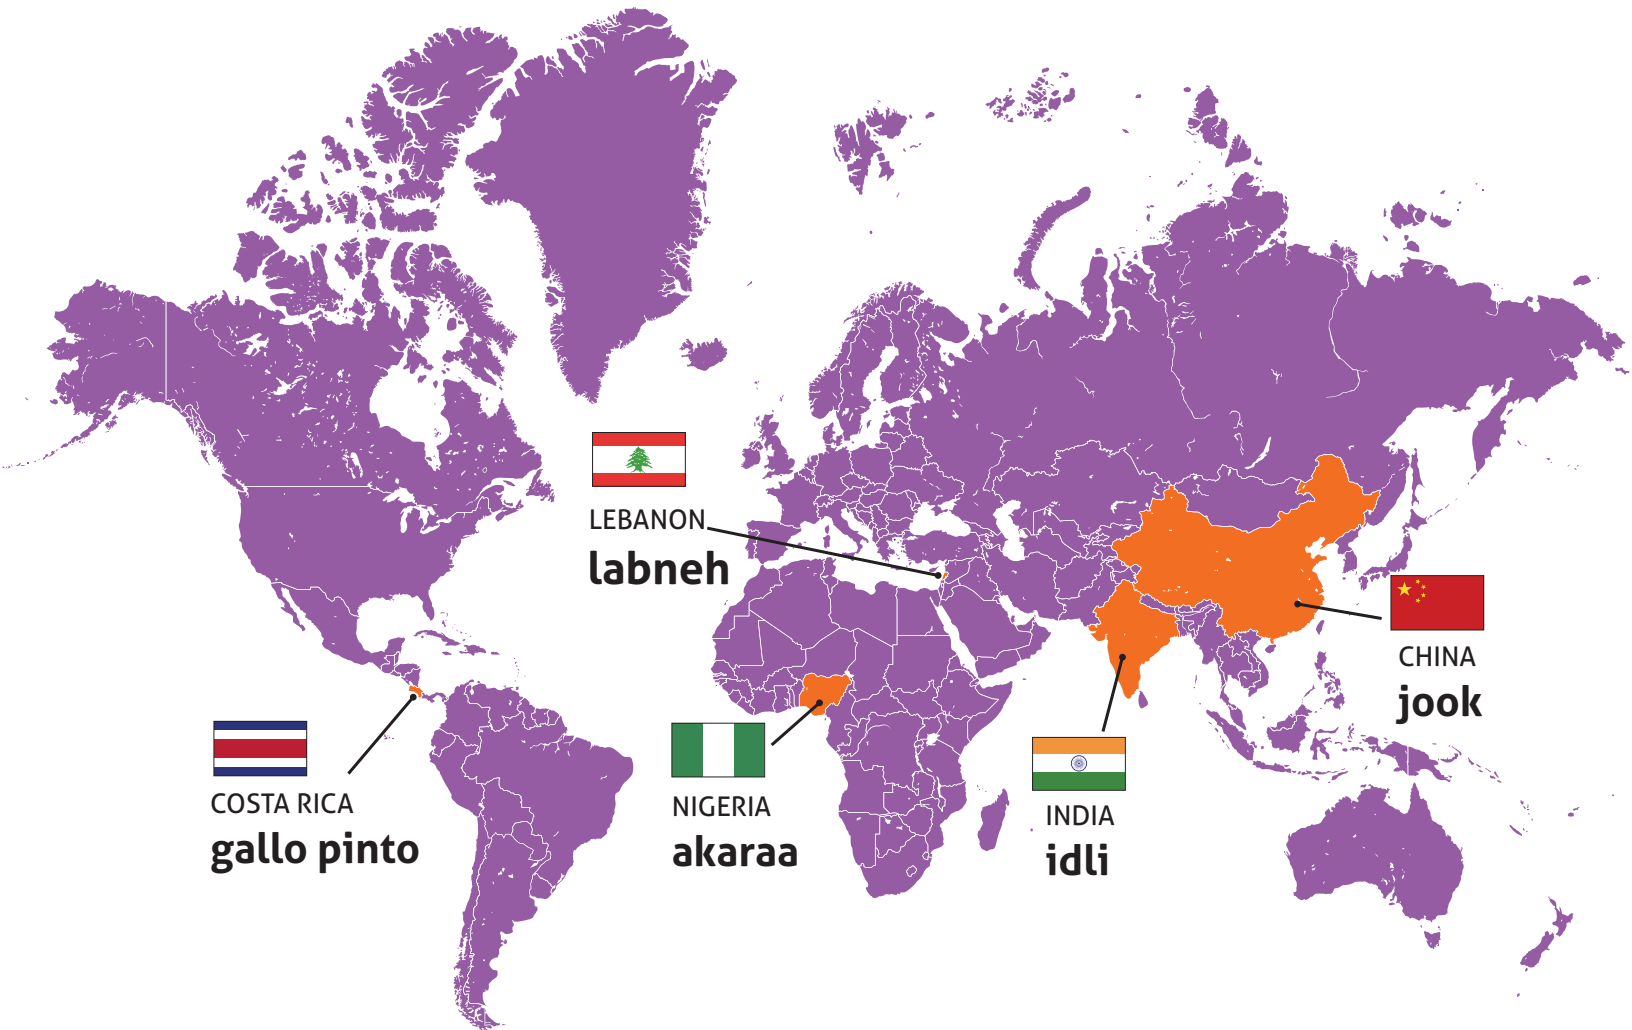 LEBANON
labneh
CHINA
jook
COSTA RICA
gallo pinto
NIGERIA
akaraa
INDIA
idli